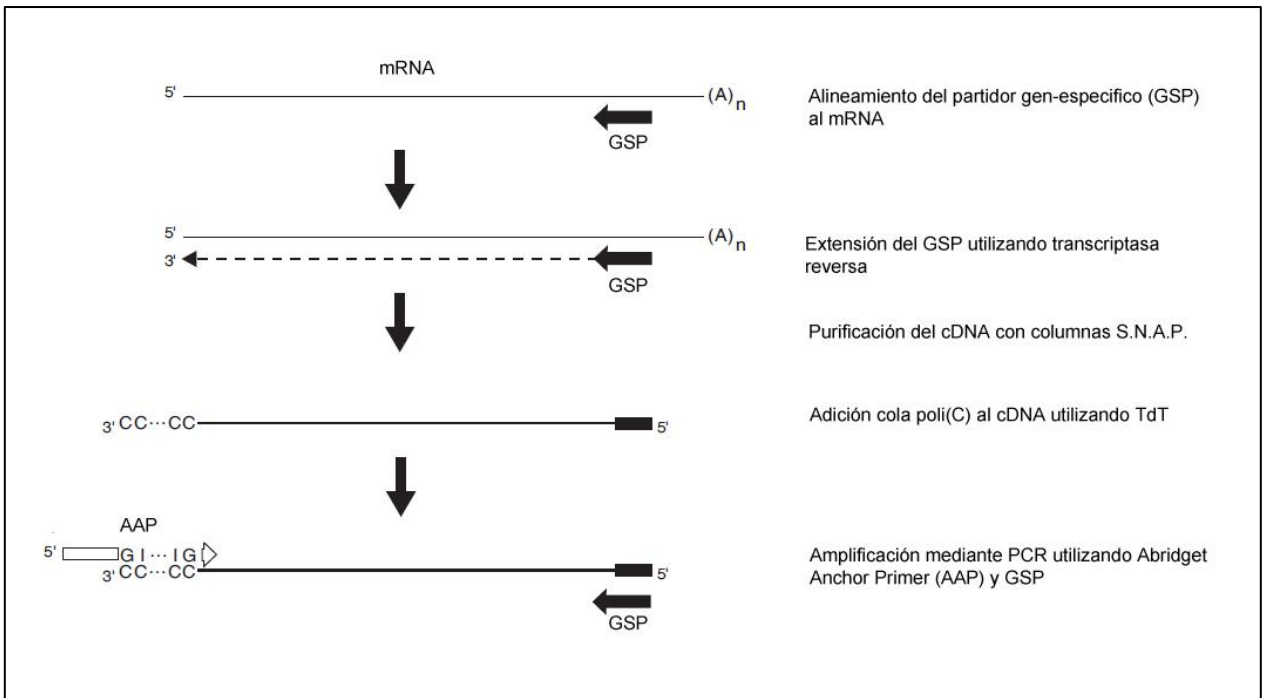 mRNA
5' (A)n
GSP
Alineamiento del partidor gen-especifico (GSP)
al mRNA
5' (A)n
3'
GSP
Extensión del GSP utilizando transcriptasa
reversa
Purificación del cDNA con columnas S.N.A.P.
3' CC···CC 5'
Adición cola poli(C) al cDNA utilizando TdT
AAP
5' G I ··· I G
3' CC···CC 5'
GSP
Amplificación mediante PCR utilizando Abridget
Anchor Primer (AAP) y GSP